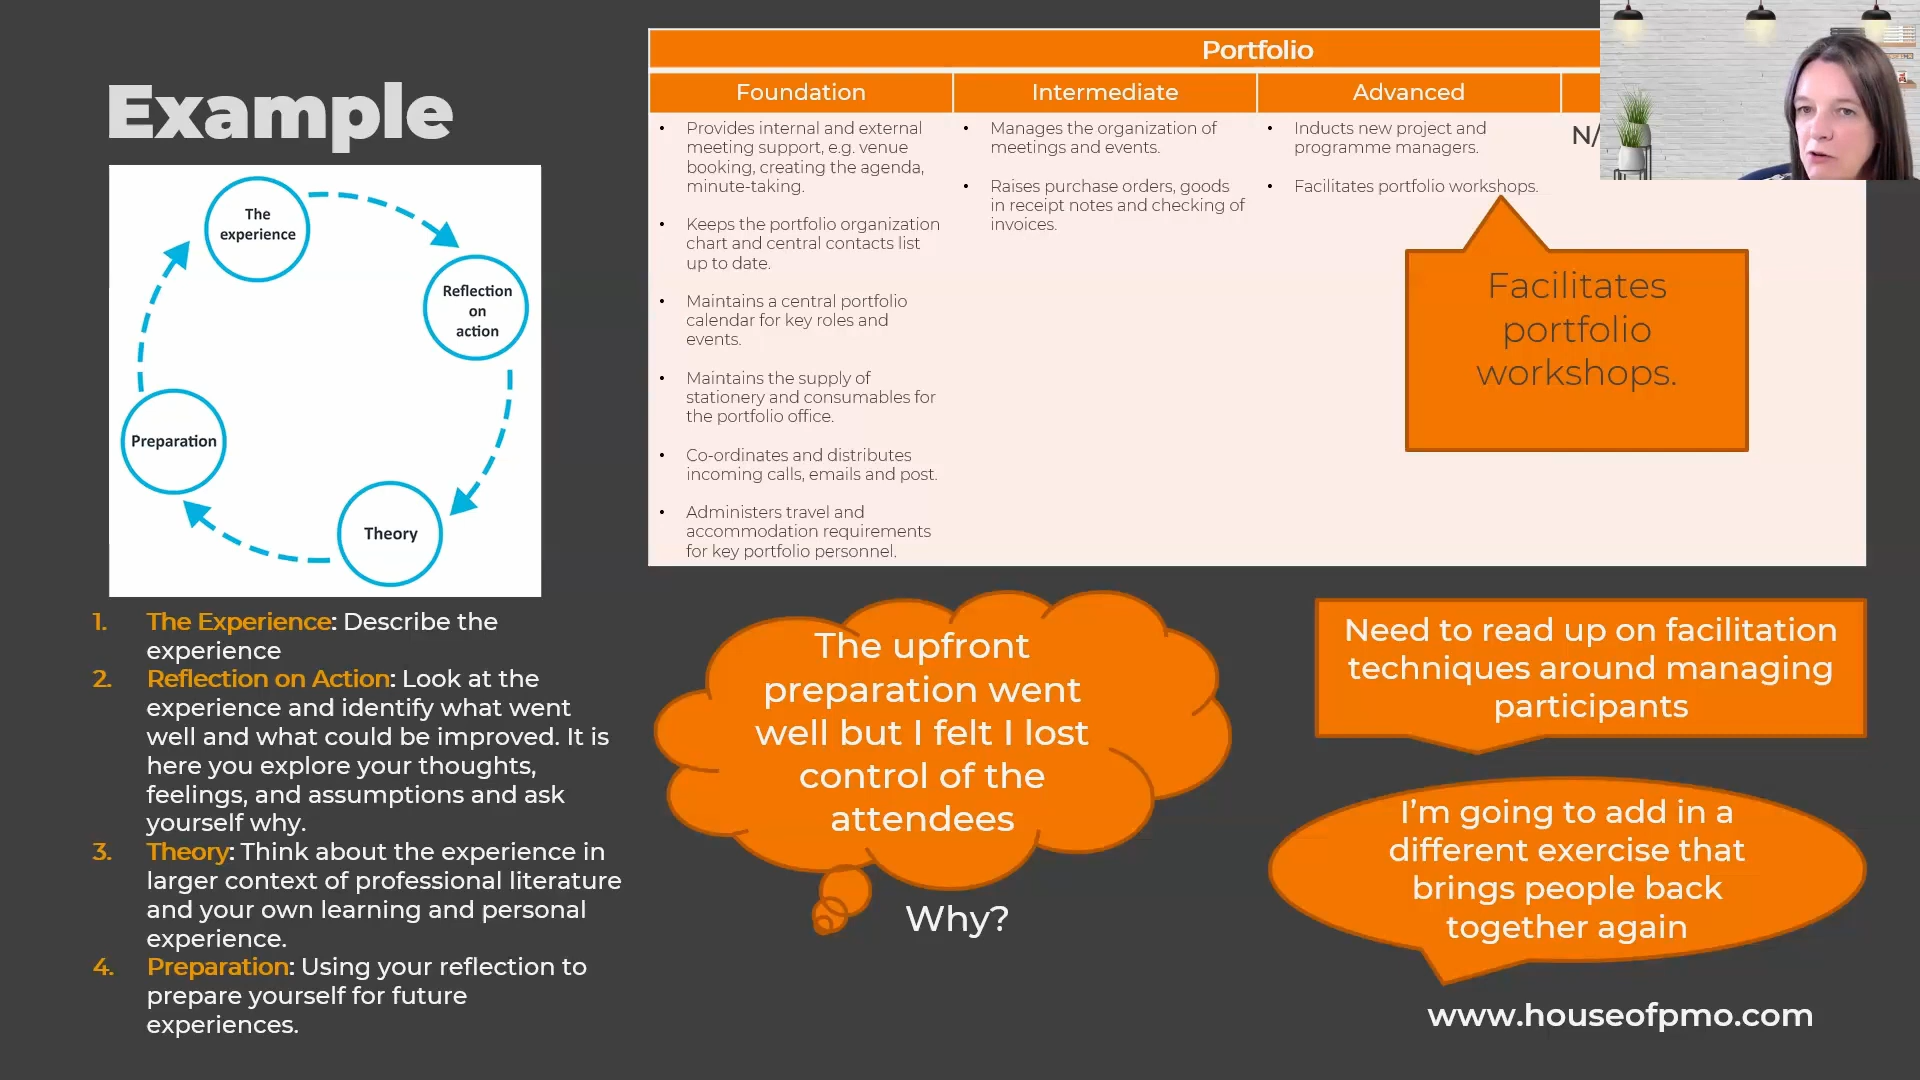 Example
The
experience
Reflection
on
action
Preparation
Theory
1. The Experience: Describe the
experience
2. Reflection on Action: Look at the
experience and identify what went
well and what could be improved. It is
here you explore your thoughts,
feelings, and assumptions and ask
yourself why.
3. Theory: Think about the experience in
larger context of professional literature
and your own learning and personal
experience.
4. Preparation: Using your reflection to
prepare yourself for future
experiences.
Portfolio
Foundation
• Provides internal and external
meeting support, e.g. venue
booking, creating the agenda,
minute-taking.
• Keeps the portfolio organization
chart and central contacts list
up to date.
• Maintains a central portfolio
calendar for key roles and
events.
• Maintains the supply of
stationery and consumables for
the portfolio office.
• Co-ordinates and distributes
incoming calls, emails and post.
• Administers travel and
accommodation requirements
for key portfolio personnel.
Intermediate
• Manages the organization of
meetings and events.
• Raises purchase orders, goods
in receipt notes and checking of
invoices.
Advanced
• Inducts new project and
programme managers.
• Facilitates portfolio workshops.
N/
Facilitates
portfolio
workshops.
The upfront
preparation went
well but I felt I lost
control of the
attendees
Why?
Need to read up on facilitation
techniques around managing
participants
I’m going to add in a
different exercise that
brings people back
together again
www.houseofpmo.com